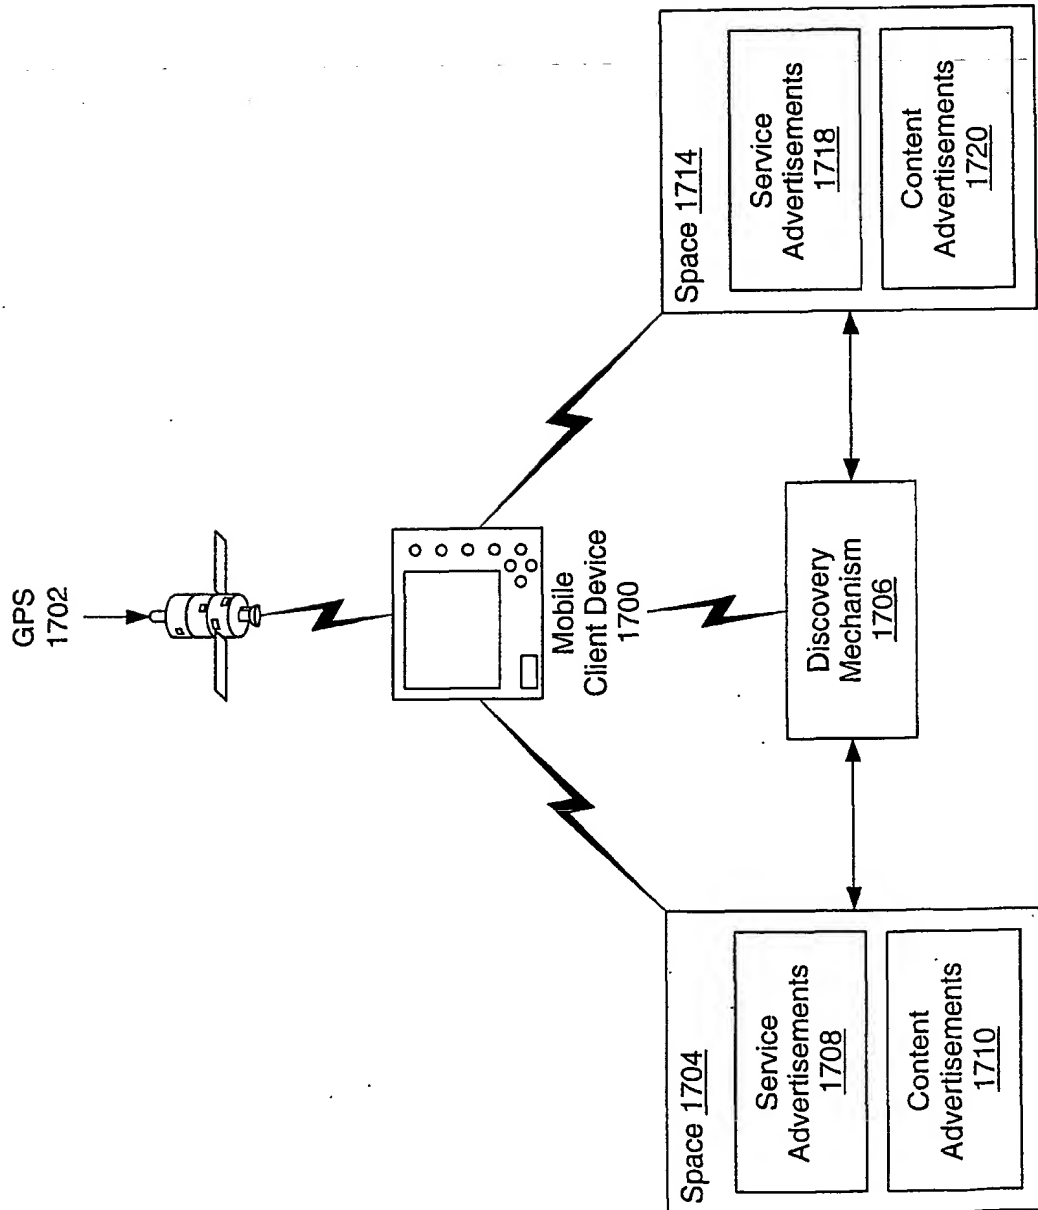 GPS
1702
Mobile
Client Device
1700
Discovery
Mechanism
1706
Space 1704
Service
Advertisements
1708
Content
Advertisements
1710
Space 1714
Service
Advertisements
1718
Content
Advertisements
1720